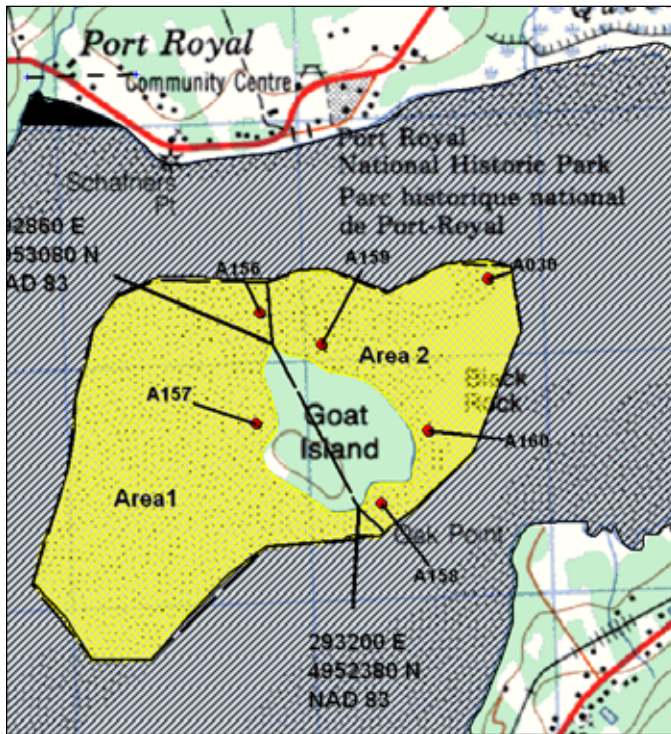 Port Royal
Community Centre
Port Royal
National Historic Park
Parc historique national
de Port-Royal
Schafners
Pt
92860 E
953080 N
AD 83
A156
A159
A030
Area 2
Black
Rock
A157
Goat
Island
A160
Area1
Oak Point
A158
293200 E
4952380 N
NAD 83